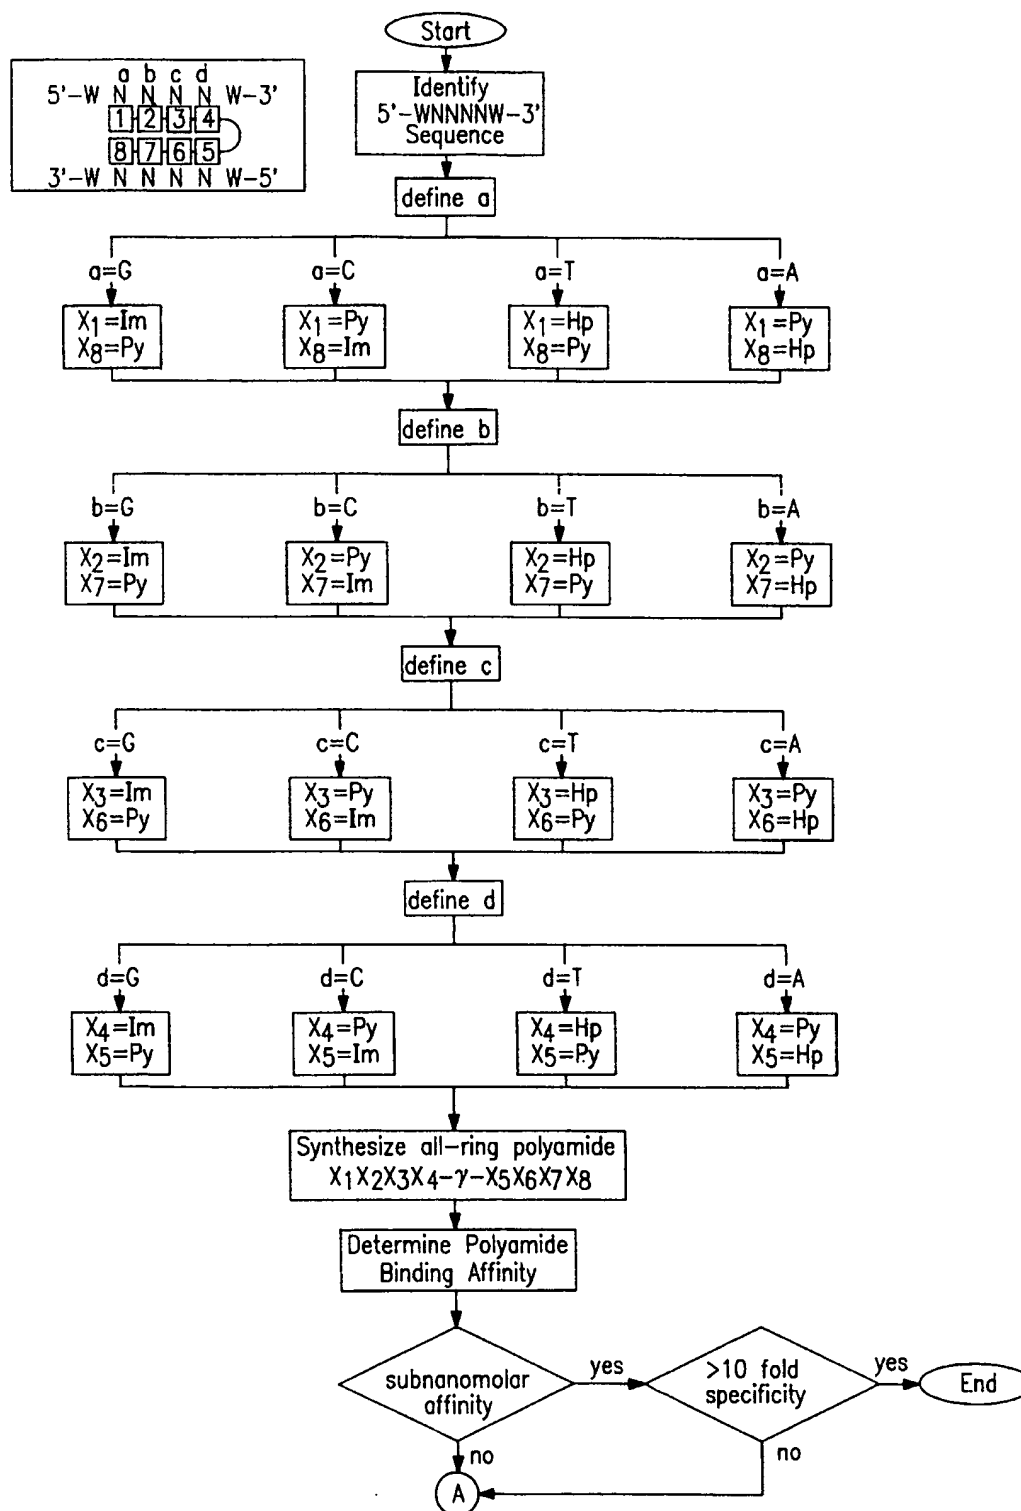 Start
a b c d
5'-W N N N N W-3'
1 2 3 4
8 7 6 5
3'-W N N N N W-5'
Identify
5'-WNNNNW-3'
Sequence
define a
a=G a=C a=T a=A
X1=Im X1=Py X1=Hp X1=Py
X8=Py X8=Im X8=Py X8=Hp
define b
b=G b=C b=T b=A
X2=Im X2=Py X2=Hp X2=Py
X7=Py X7=Im X7=Py X7=Hp
define c
c=G c=C c=T c=A
X3=Im X3=Py X3=Hp X3=Py
X6=Py X6=Im X6=Py X6=Hp
define d
d=G d=C d=T d=A
X4=Im X4=Py X4=Hp X4=Py
X5=Py X5=Im X5=Py X5=Hp
Synthesize all-ring polyamide
X1X2X3X4-γ-X5X6X7X8
Determine Polyamide
Binding Affinity
subnanomolar
affinity
yes
>10 fold
specificity
yes
End
no
no
A